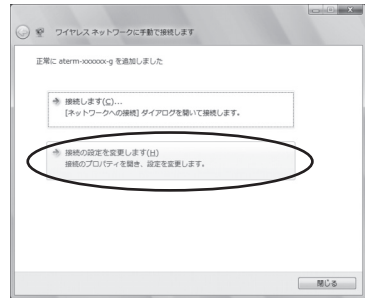 ワイヤレス ネットワークに手動で接続します
正常に aterm-xxxxxx-g を追加しました
接続します(C)...
[ネットワークへの接続] ダイアログを開いて接続します。
接続の設定を変更します(H)
接続のプロパティを開き、設定を変更します。
閉じる